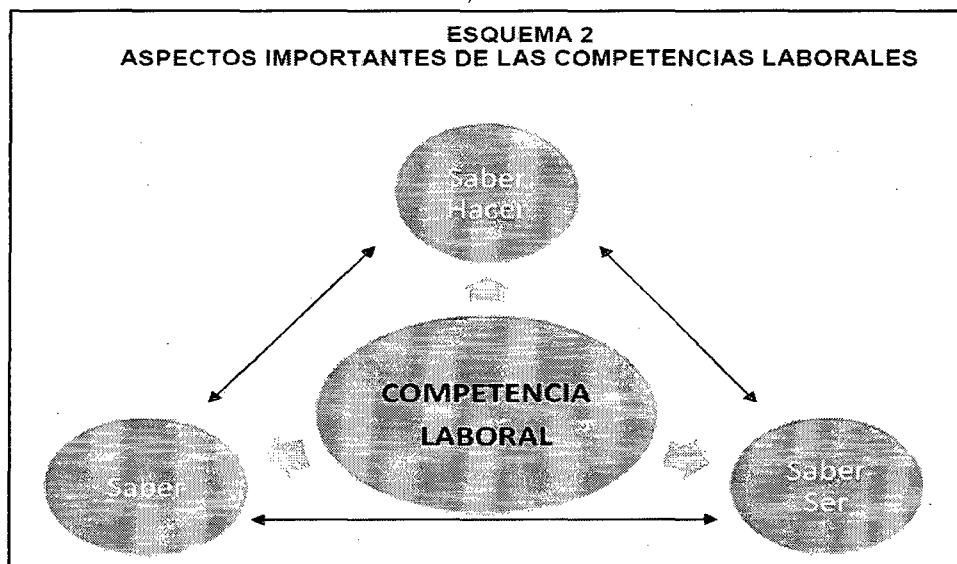 ESQUEMA 2
ASPECTOS IMPORTANTES DE LAS COMPETENCIAS LABORALES
Saber
Hacer
COMPETENCIA
LABORAL
Saber
Saber
Ser